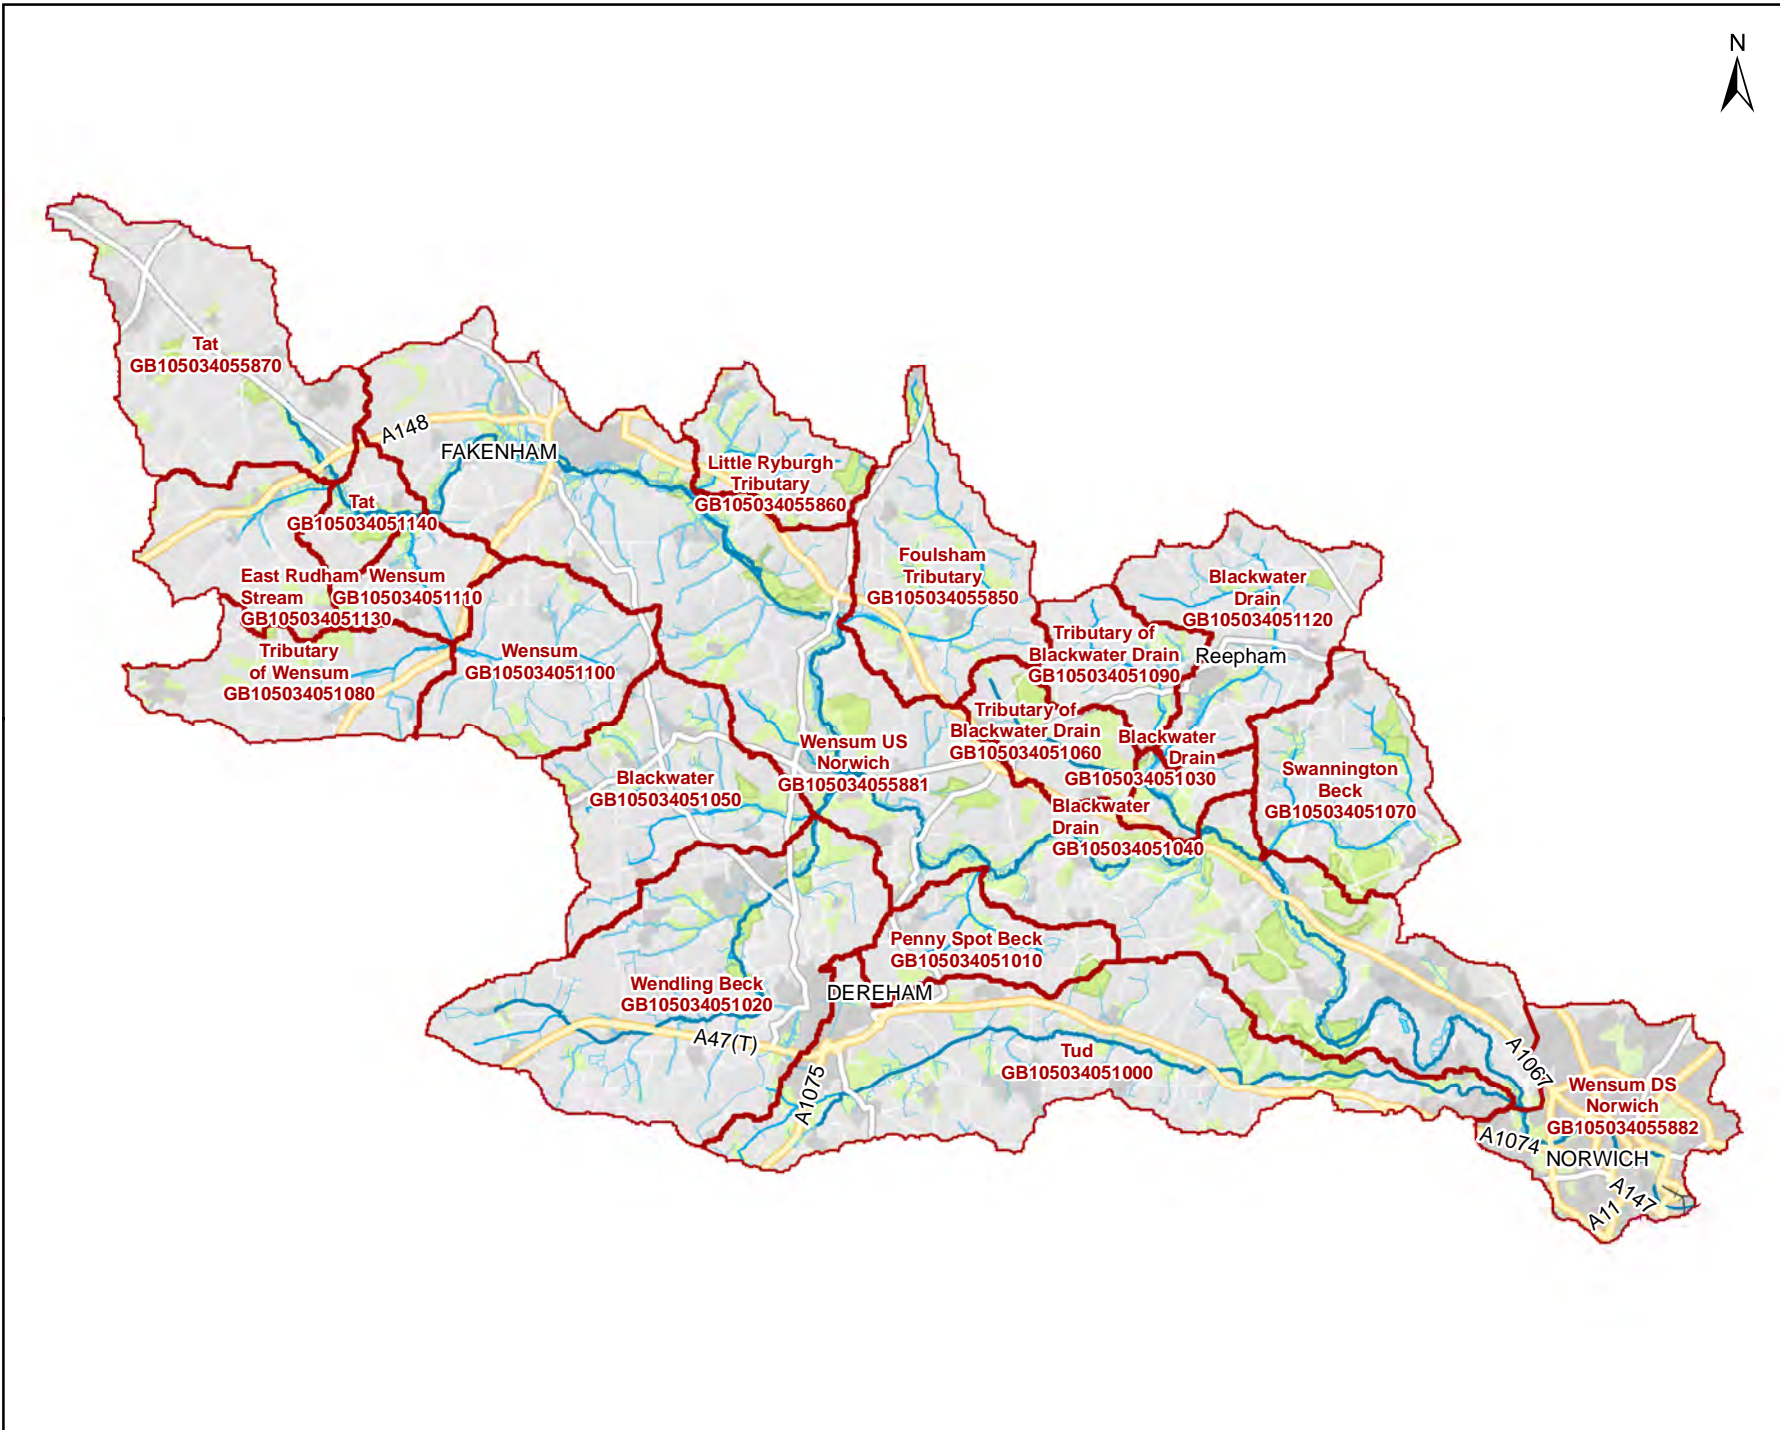 N
Tat
GB105034055870
A148
FAKENHAM
Little Ryburgh
Tributary
GB105034055860
Tat
GB105034051140
Foulsham
Tributary
GB105034055850
East Rudham
Stream
GB105034051130
Wensum
GB105034051110
Blackwater
Drain
GB105034051120
Tributary
of Wensum
GB105034051080
Wensum
GB105034051100
Tributary of
Blackwater Drain
GB105034051090
Reepham
Tributary of
Blackwater Drain
GB105034051060
Blackwater
Drain
GB105034051030
Wensum US
Norwich
GB105034055881
Blackwater
GB105034051050
Swannington
Beck
GB105034051070
Blackwater
Drain
GB105034051040
Penny Spot Beck
GB105034051010
Wendling Beck
GB105034051020
DEREHAM
A47(T)
A1075
Tud
GB105034051000
A1067
Wensum DS
Norwich
GB105034055882
A1074
NORWICH
A147
A11